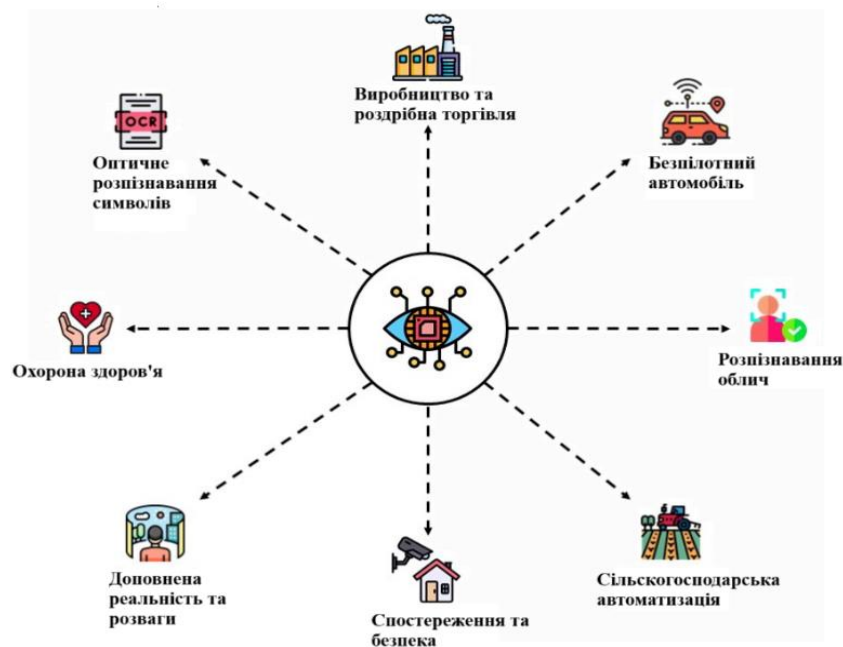 Виробництво та
роздрібна торгівля
OCR
Оптичне
розпізнавання
символів
Безпілотний
автомобіль
Охорона здоров'я
Розпізнавання
облич
Доповнена
реальність та
розваги
Спостереження та
безпека
Сільскогосподарська
автоматизація